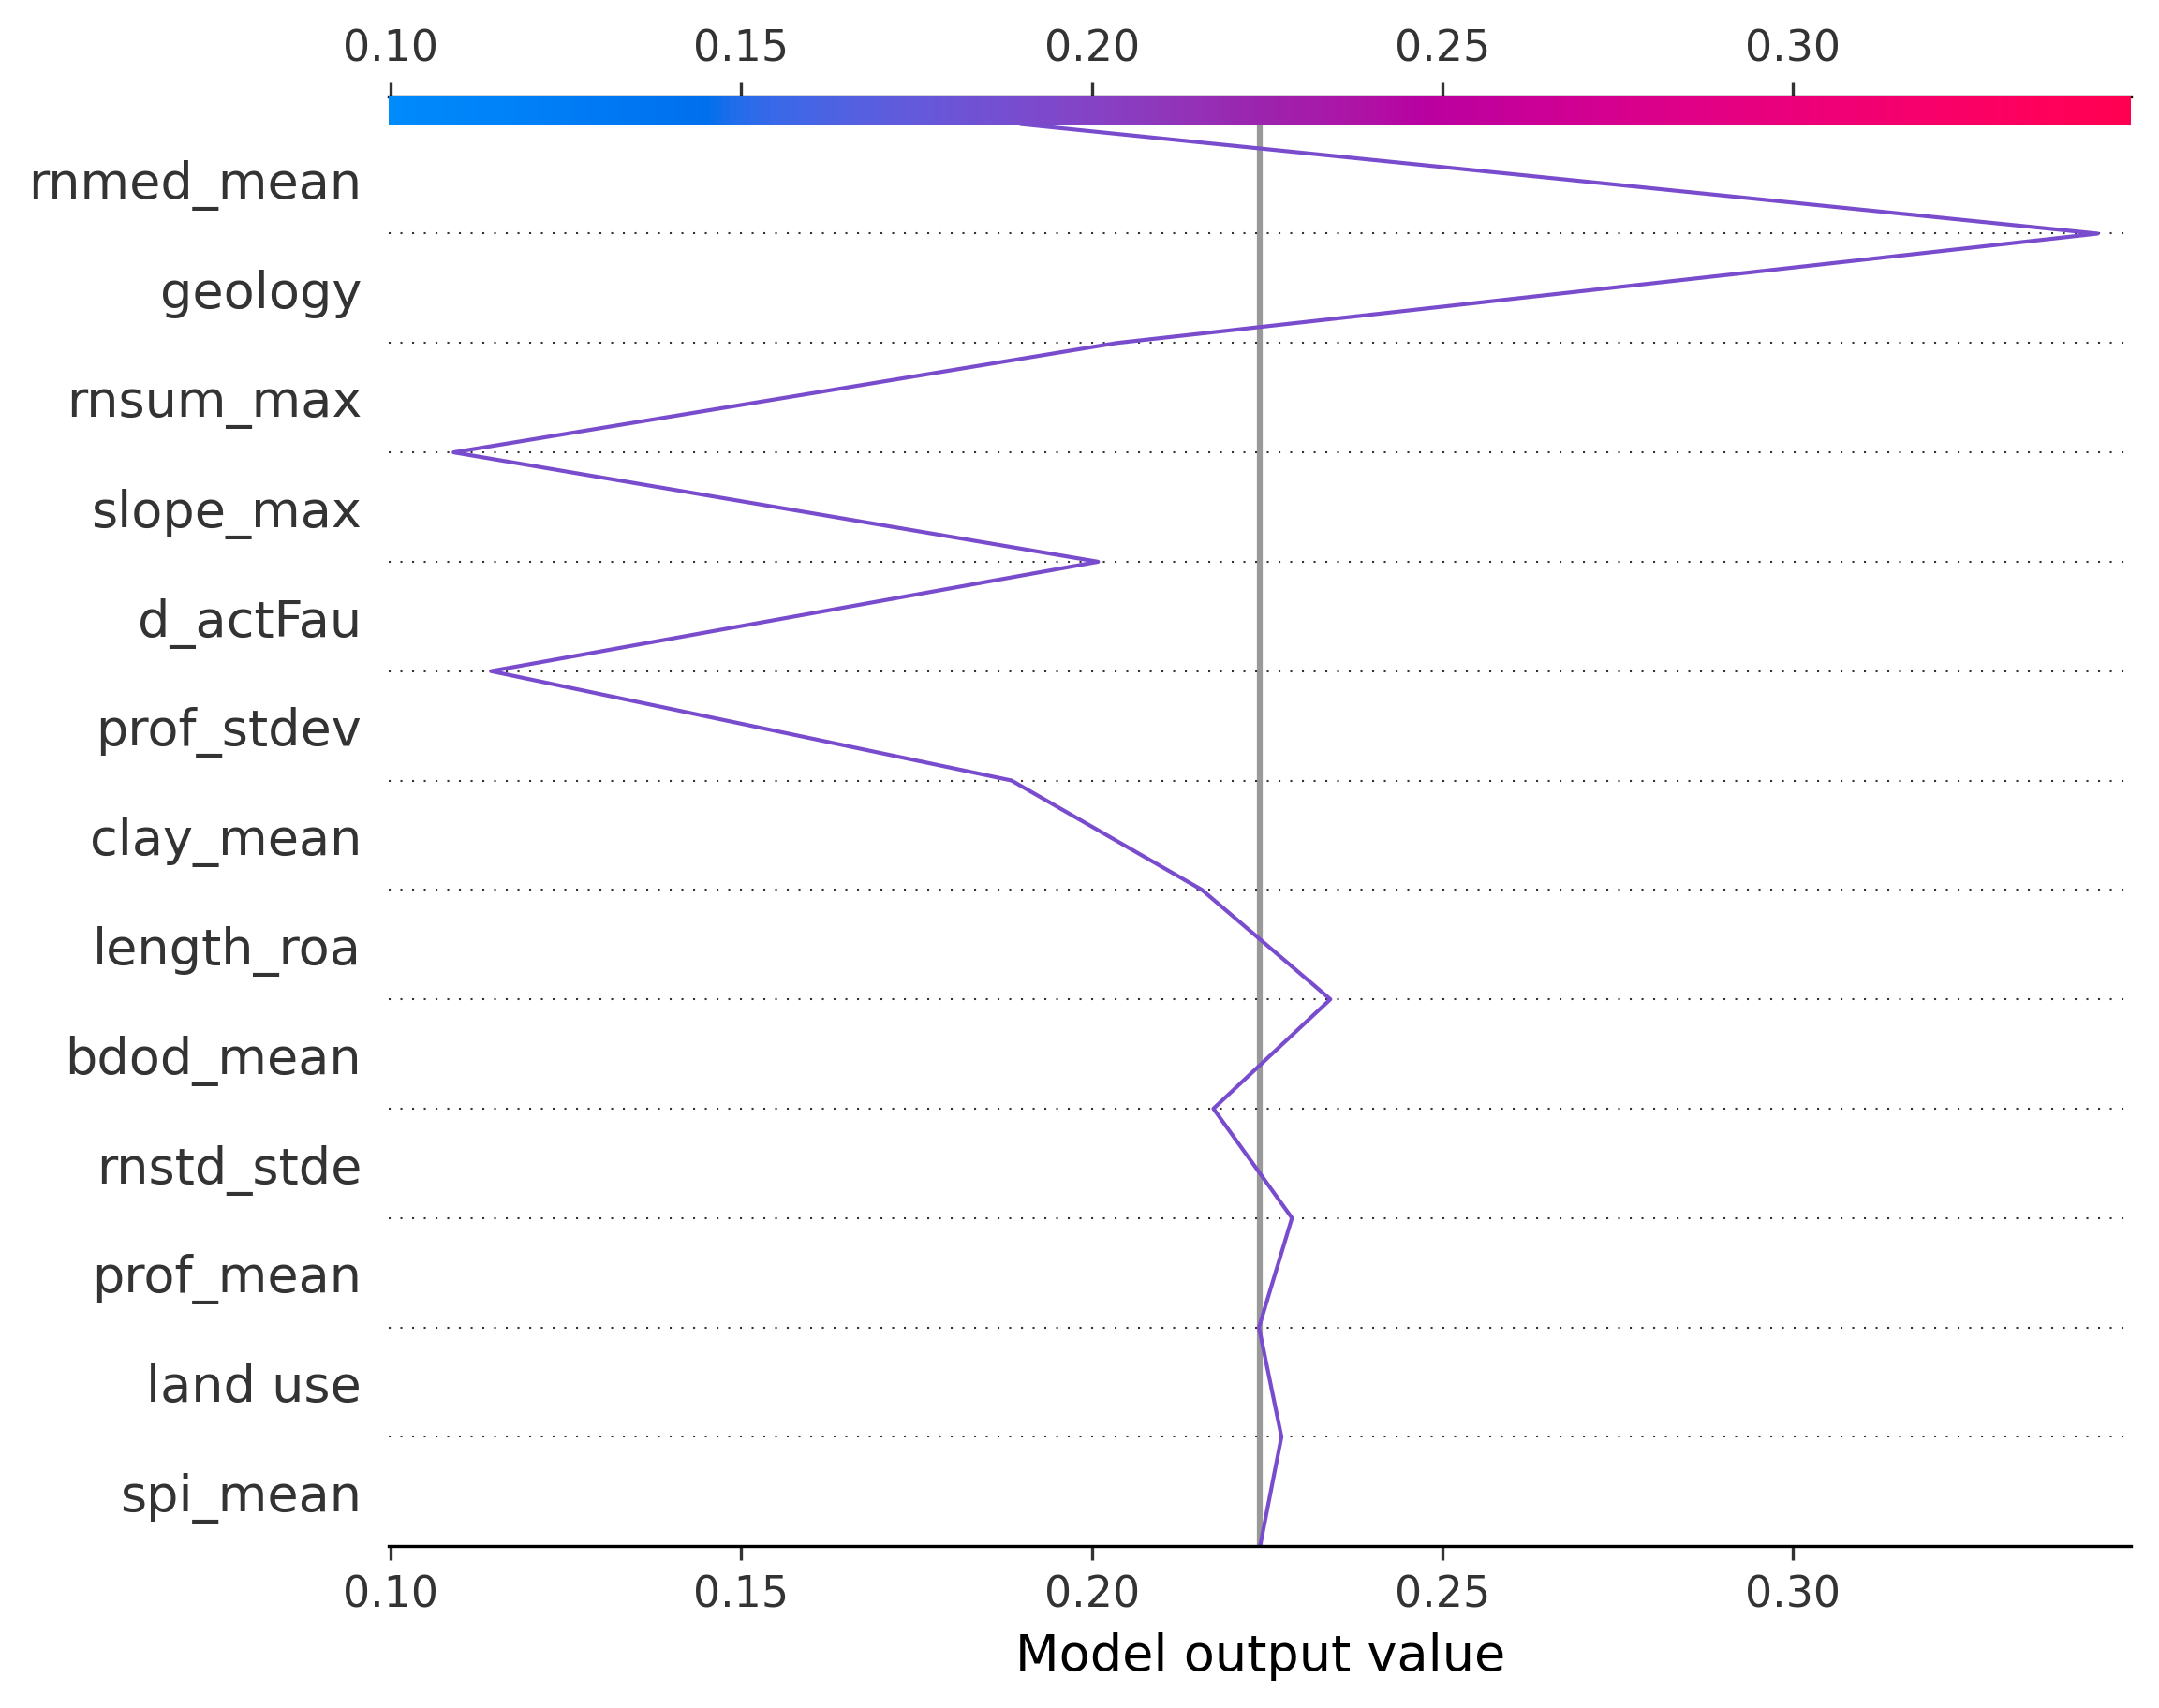 0.10 0.15 0.20 0.25 0.30
rnmed_mean
geology
rnsum_max
slope_max
d_actFau
prof_stdev
clay_mean
length_roa
bdod_mean
rnstd_stde
prof_mean
land use
spi_mean
0.10 0.15 0.20 0.25 0.30
Model output value